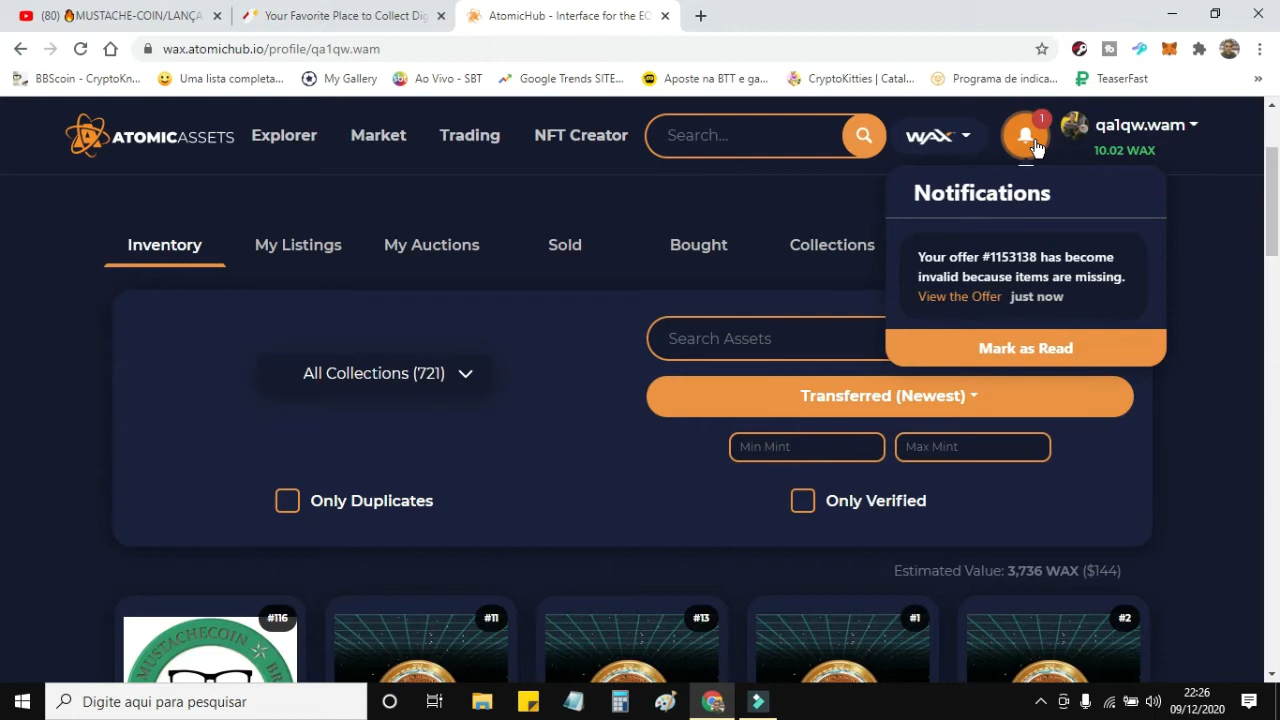 (80) 🔥MUSTACHE-COIN/LANÇA
Your Favorite Place to Collect Dig
AtomicHub - Interface for the EO
wax.atomichub.io/profile/qa1qw.wam
BBScoin - CryptoKn...
Uma lista completa...
My Gallery
Ao Vivo - SBT
Google Trends SITE...
Aposte na BTT e ga...
CryptoKitties | Catal...
Programa de indica...
TeaserFast
»
ATOMICASSETS
Explorer
Market
Trading
NFT Creator
Search...
WAX
1
qa1qw.wam
10.02 WAX
Notifications
Your offer #1153138 has become
invalid because items are missing.
View the Offer just now
Mark as Read
Inventory
My Listings
My Auctions
Sold
Bought
Collections
All Collections (721)
Search Assets
Transferred (Newest)
Min Mint
Max Mint
Only Duplicates
Only Verified
Estimated Value: 3,736 WAX ($144)
#116
#11
#13
#1
#2
MUSTACHECOIN
Digite aqui para pesquisar
22:26
09/12/2020